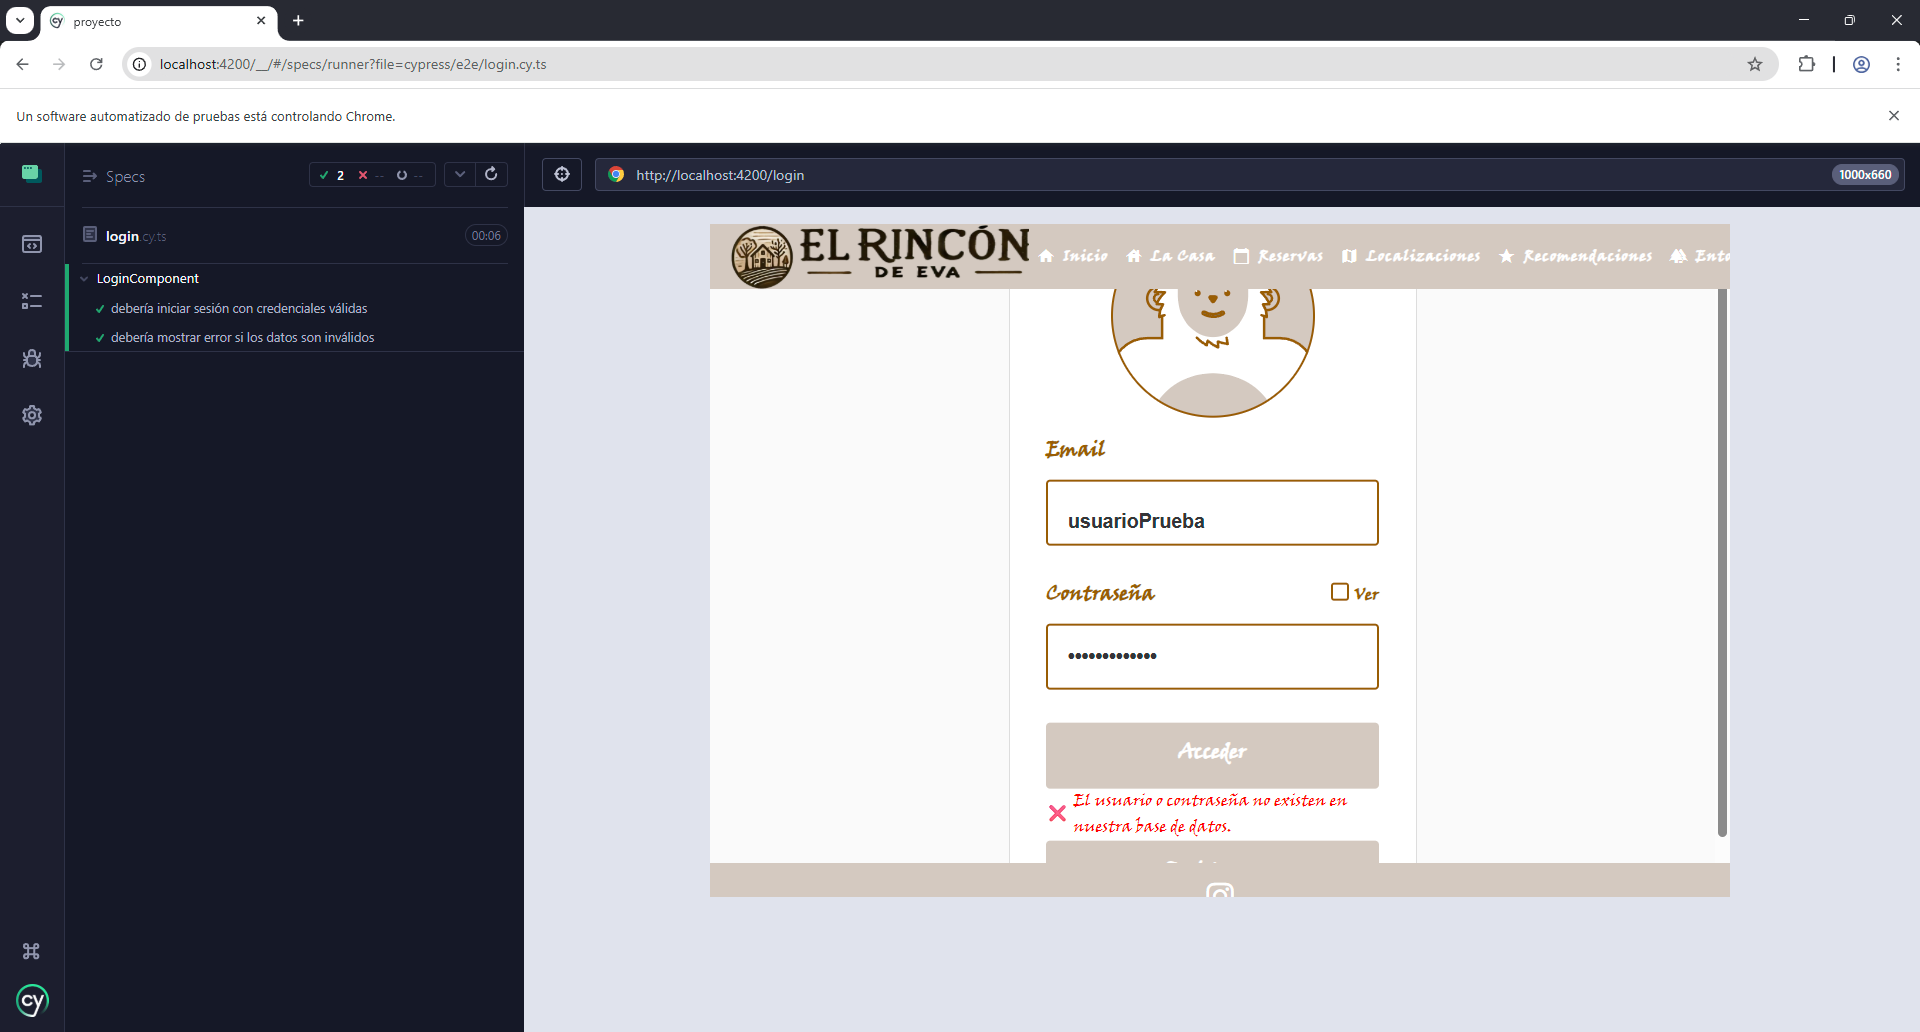 proyecto
localhost:4200/__/#/specs/runner?file=cypress/e2e/login.cy.ts
Un software automatizado de pruebas está controlando Chrome.
Specs
2 -- --
http://localhost:4200/login
1000x660
login.cy.ts
00:06
LoginComponent
debería iniciar sesión con credenciales válidas
debería mostrar error si los datos son inválidos
EL RINCÓN
DE EVA
Inicio La Casa Reservas Localizaciones Recomendaciones Ento
Email
usuarioPrueba
Contraseña
Ver
•••••••••••••
Acceder
El usuario o contraseña no existen en
nuestra base de datos.
cy